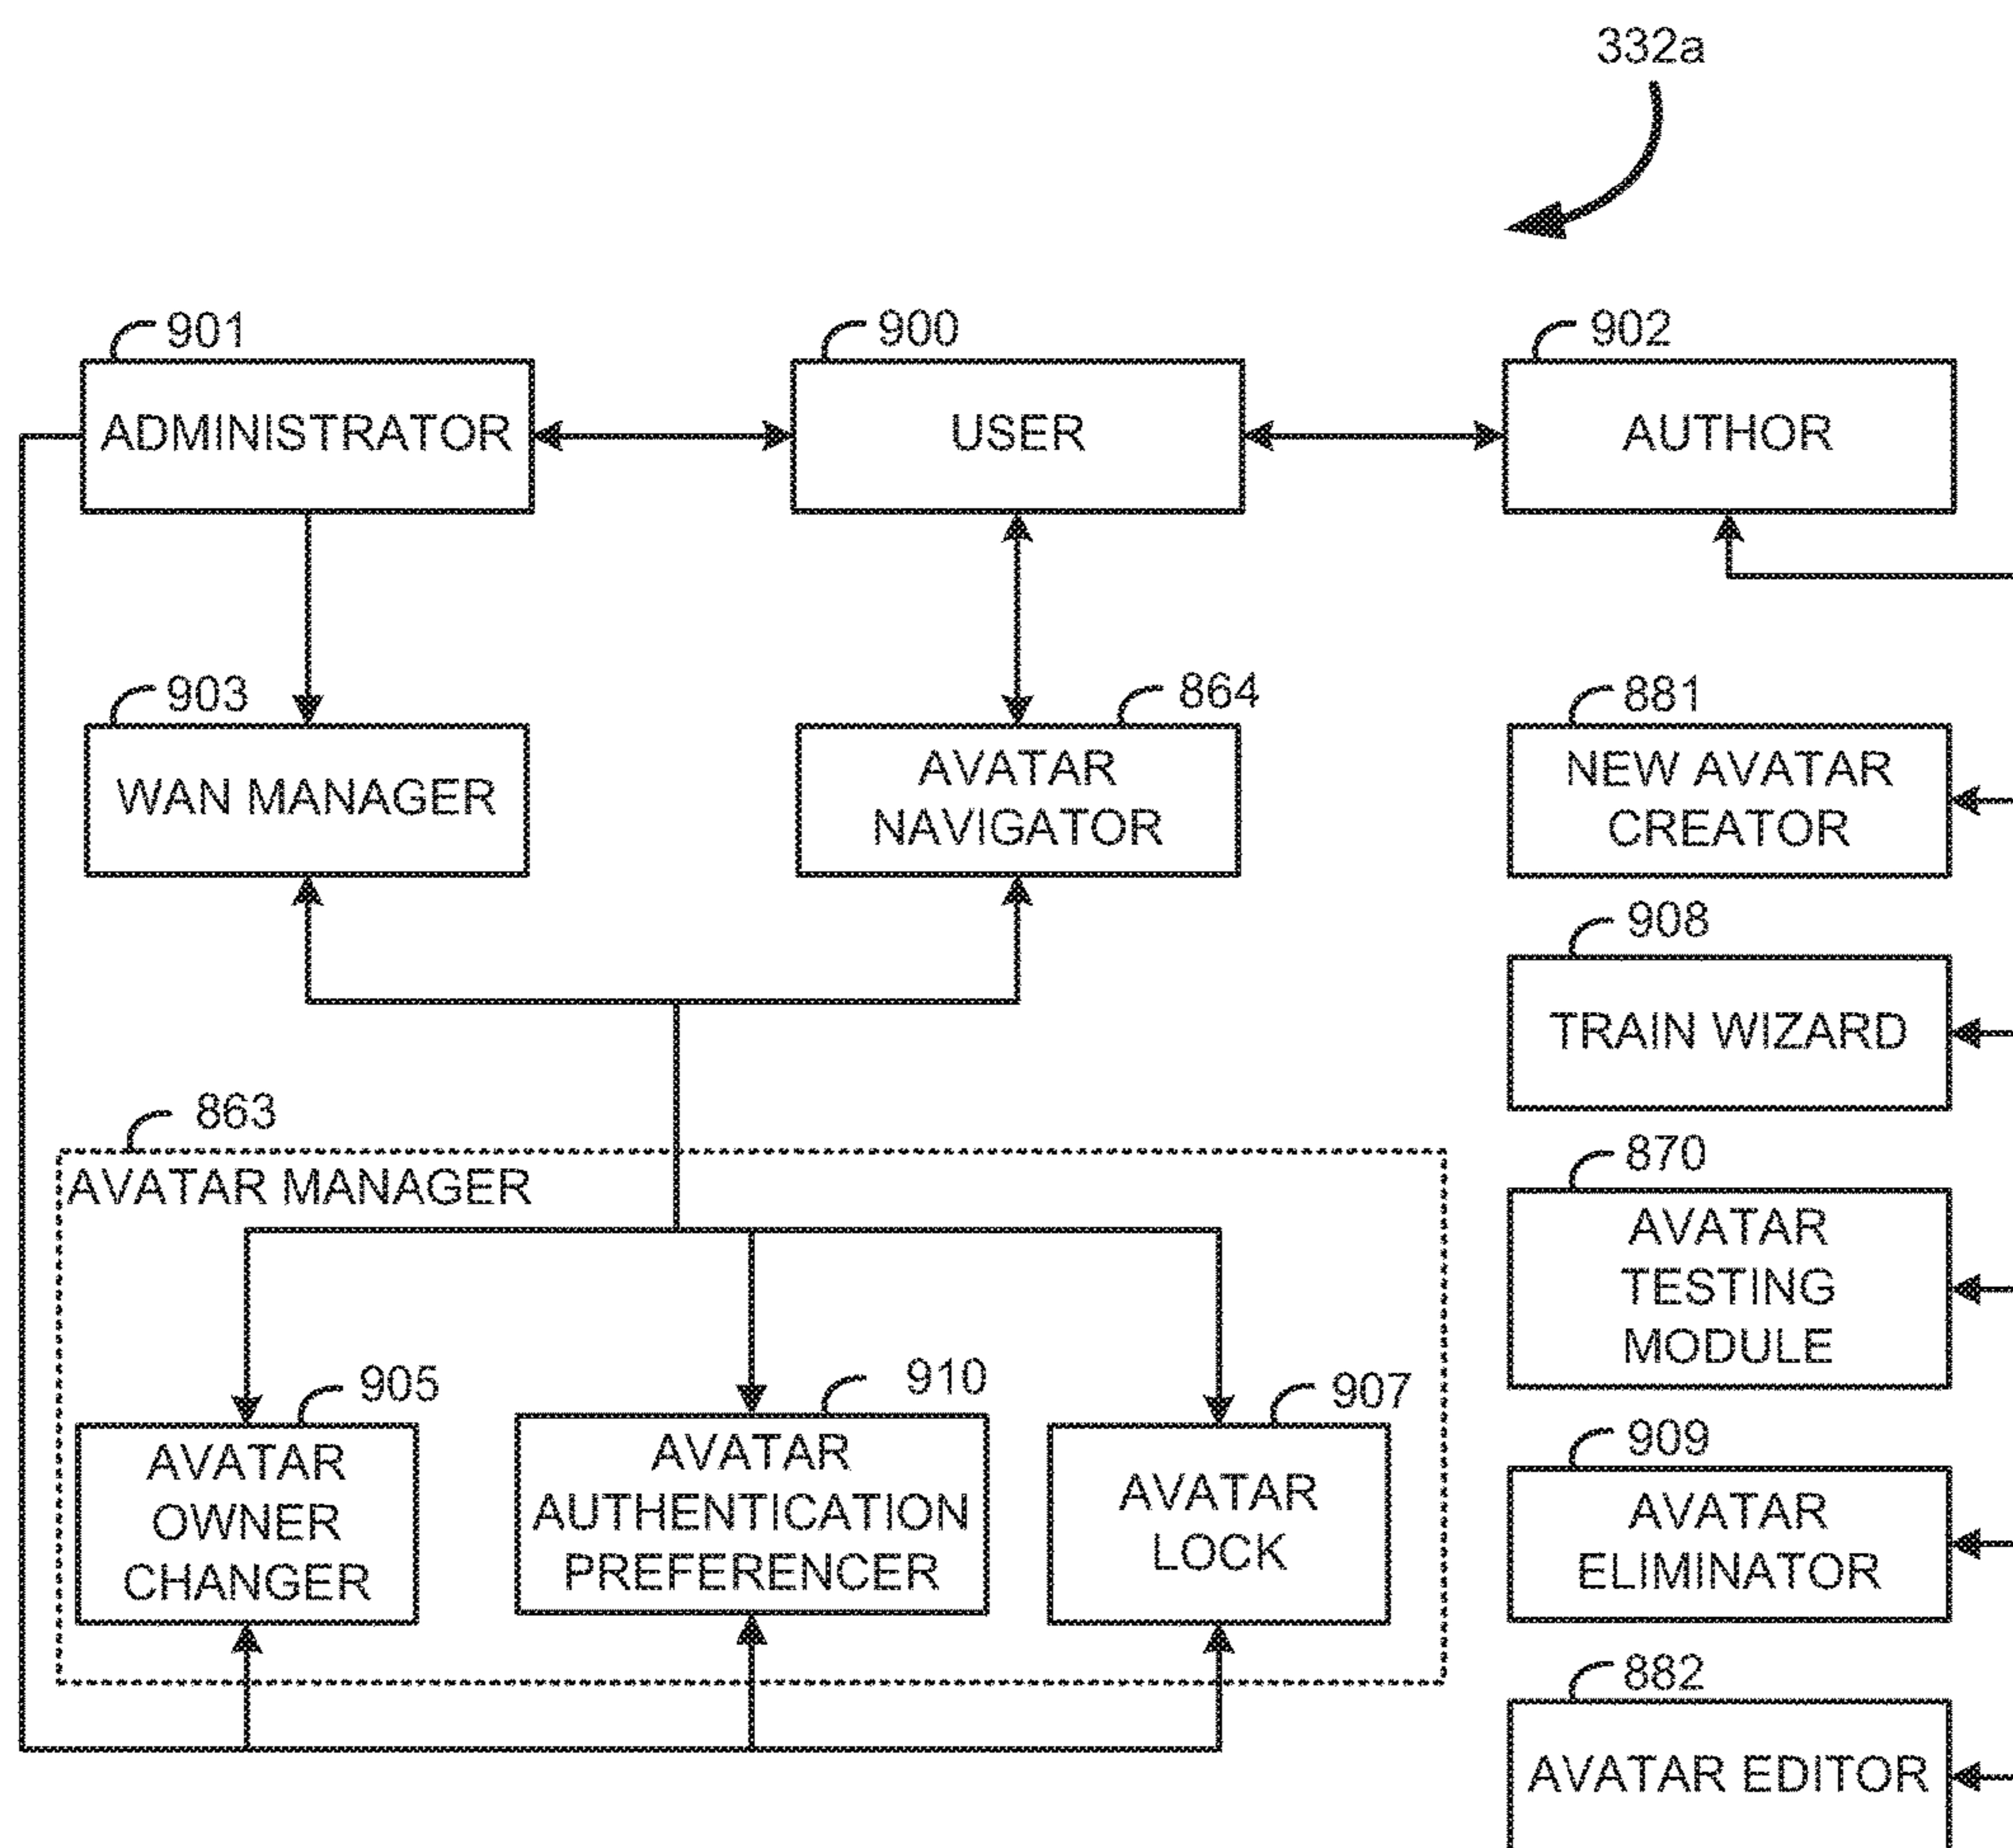 332a
901
900
902
ADMINISTRATOR
USER
AUTHOR
903
864
881
WAN MANAGER
AVATAR
NAVIGATOR
NEW AVATAR
CREATOR
908
TRAIN WIZARD
863
AVATAR MANAGER
870
AVATAR
TESTING
MODULE
905
910
907
AVATAR
OWNER
CHANGER
AVATAR
AUTHENTICATION
PREFERENCER
AVATAR
LOCK
909
AVATAR
ELIMINATOR
882
AVATAR EDITOR